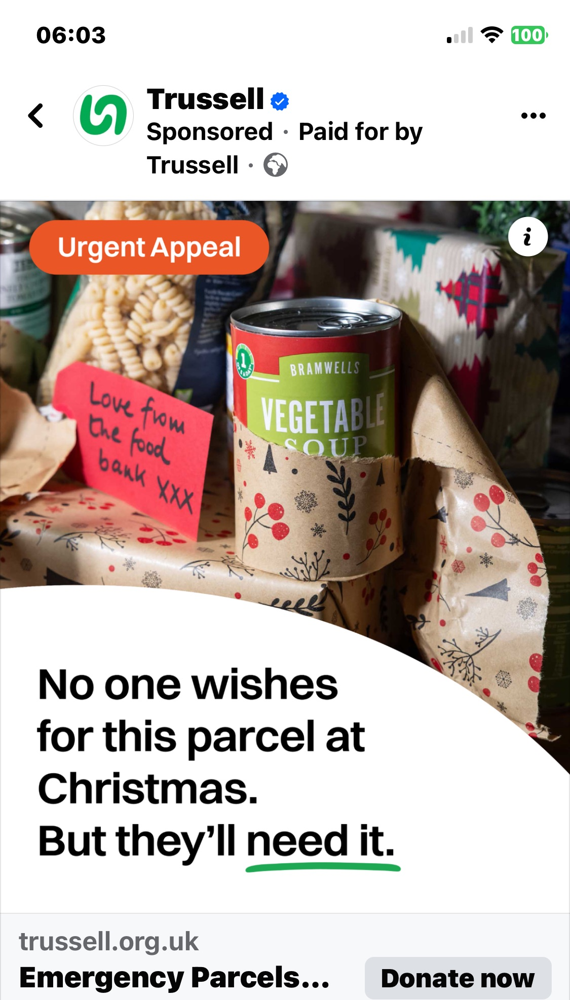 06:03
100
Trussell
Sponsored · Paid for by
Trussell ·
Urgent Appeal
i
1
BRAMWELLS
VEGETABLE
SOUP
Love from
the food
bank xxx
No one wishes
for this parcel at
Christmas.
But they’ll need it.
trussell.org.uk
Emergency Parcels...
Donate now